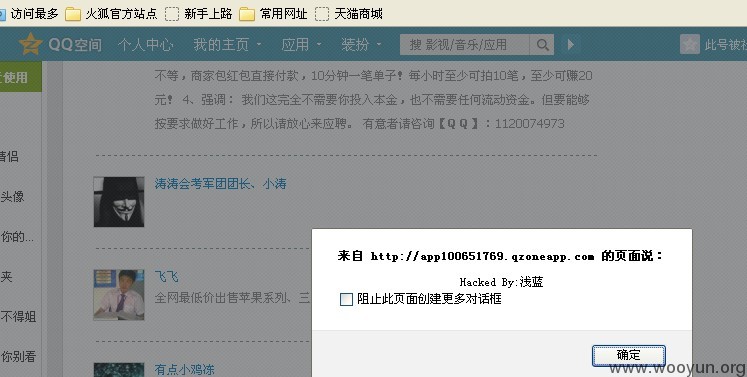 访问最多 火狐官方站点 新手上路 常用网址 天猫商城
QQ空间 个人中心 我的主页 应用 装扮 搜 影视/音乐/应用 此号被
使用
不等，商家包红包直接付款，10分钟一笔单子！每小时至少可拍10笔，至少可赚20
元！ 4、强调： 我们这完全不需要你投入本金，也不需要任何流动资金。但要能够
按要求做好工作，所以请放心来应聘。 有意者请咨询【QQ】：1120074973
情侣
头像
你的...
夹
不得姐
你别看
涛涛会考军团团长、小涛
飞飞
全网最低价出售苹果系列、三
有点小鸡冻
来自 http://app100651769.qzoneapp.com 的页面说：
Hacked By:浅蓝
阻止此页面创建更多对话框
确定
www.wooyun.org